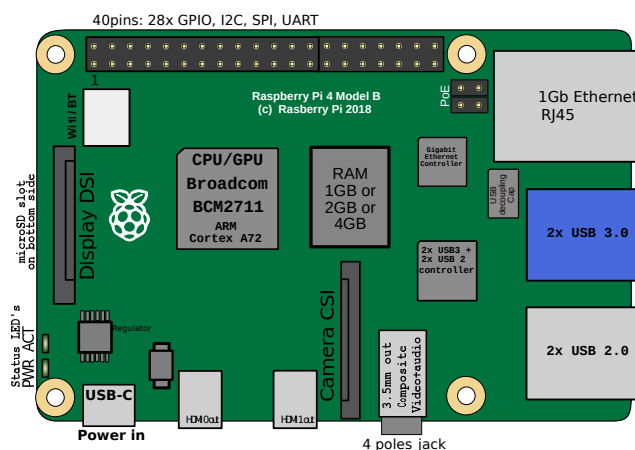 40pins: 28x GPIO, I2C, SPI, UART
1
Wifi/BT
Raspberry Pi 4 Model B
(c) Rasberry Pi 2018
PoE
1Gb Ethernet
RJ45
Gigabit
Ethernet
Controller
CPU/GPU
Broadcom
BCM2711
ARM
Cortex A72
RAM
1GB or
2GB or
4GB
USB
decoupling
Cap
microSD slot
on bottom side
Display DSI
2x USB 3.0
2x USB3 +
2x USB 2
controller
Camera CSI
Status LED's
PWR ACT
Regulator
2x USB 2.0
3.5mm out
Composite
Video+audio
USB-C
HDMI0out
HDMI1out
Power in
4 poles jack